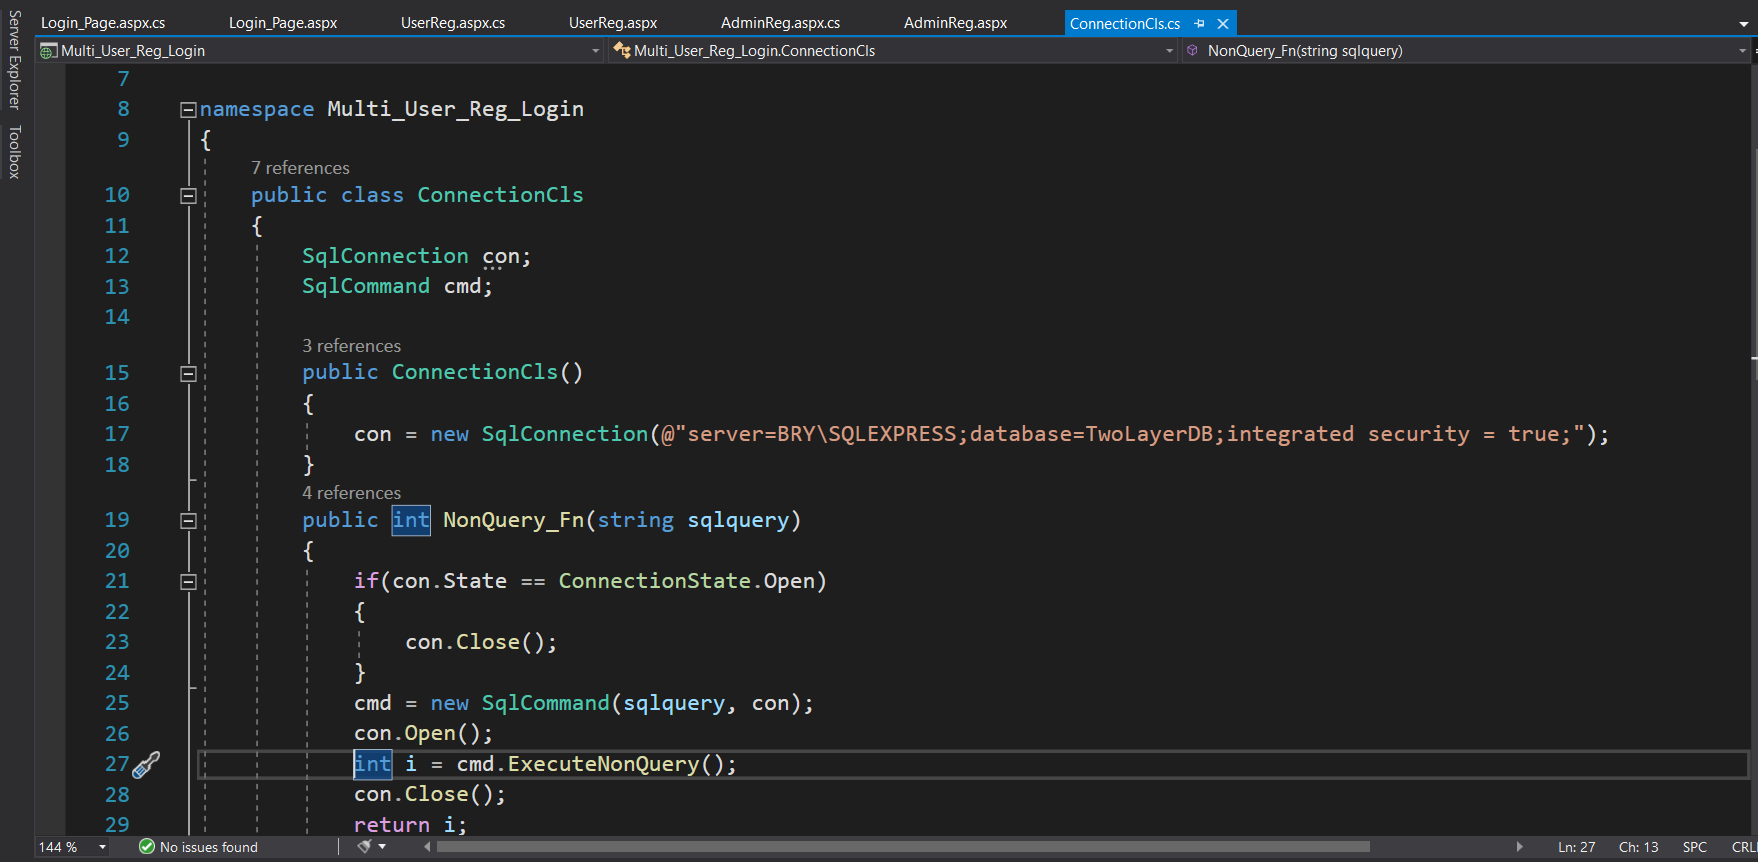 Server Explorer
Toolbox
Login_Page.aspx.cs Login_Page.aspx UserReg.aspx.cs UserReg.aspx AdminReg.aspx.cs AdminReg.aspx ConnectionCls.cs
Multi_User_Reg_Login Multi_User_Reg_Login.ConnectionCls NonQuery_Fn(string sqlquery)
7
8 namespace Multi_User_Reg_Login
9 {
7 references
10 public class ConnectionCls
11 {
12 SqlConnection con;
13 SqlCommand cmd;
14
3 references
15 public ConnectionCls()
16 {
17 con = new SqlConnection(@"server=BRY\SQLEXPRESS;database=TwoLayerDB;integrated security = true;");
18 }
4 references
19 public int NonQuery_Fn(string sqlquery)
20 {
21 if(con.State == ConnectionState.Open)
22 {
23 con.Close();
24 }
25 cmd = new SqlCommand(sqlquery, con);
26 con.Open();
27 int i = cmd.ExecuteNonQuery();
28 con.Close();
29 return i;
144 % No issues found Ln: 27 Ch: 13 SPC CRL